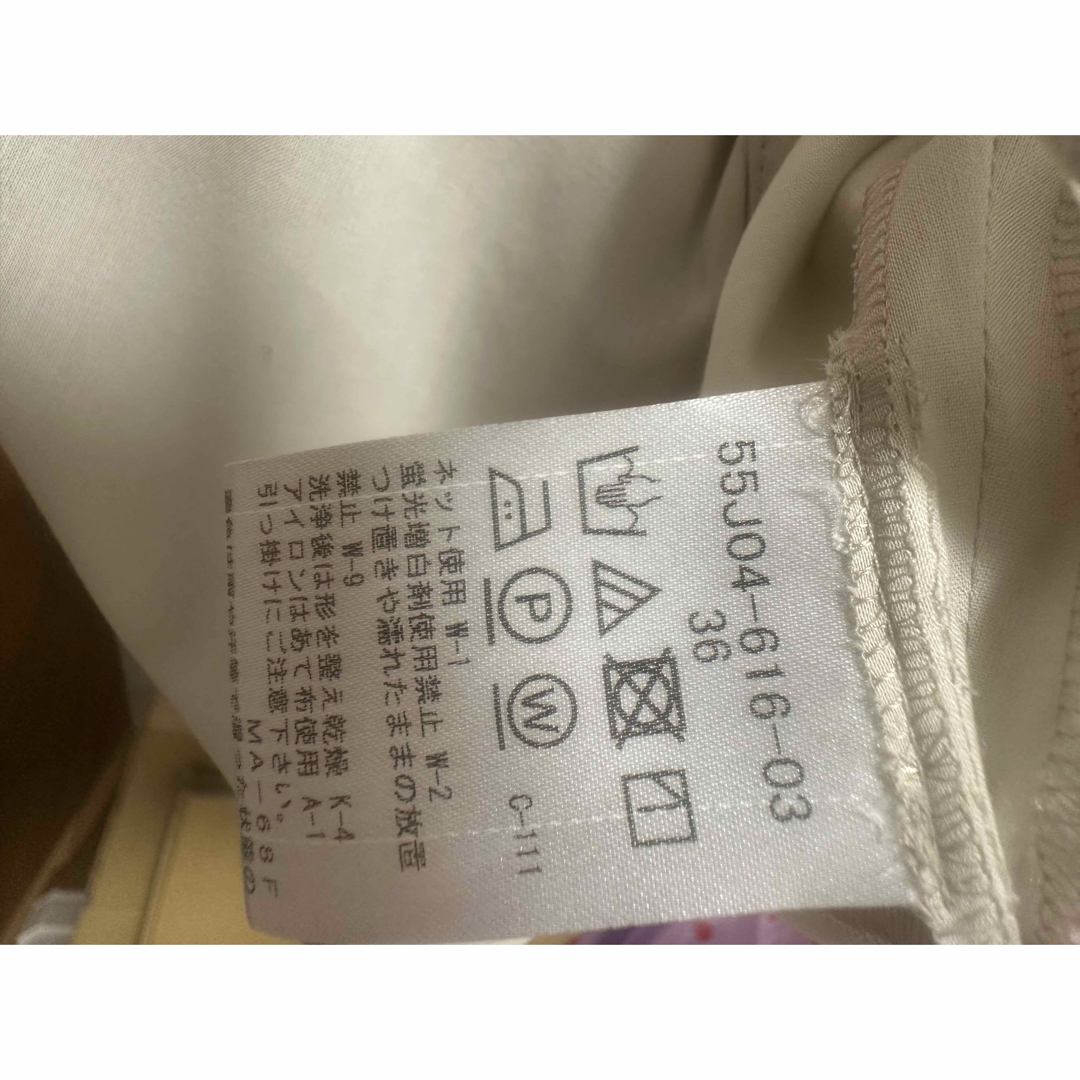 55J04-616-03
36
P
W
C-111
ネット使用 W-1
蛍光増白剤使用禁止 W-2
つけ置きや濡れたままの放置
禁止 W-9
洗浄後は形を整え乾燥 K-4
アイロンはあて布使用 A-1
引っ掛けにご注意下さい。
MA-68F